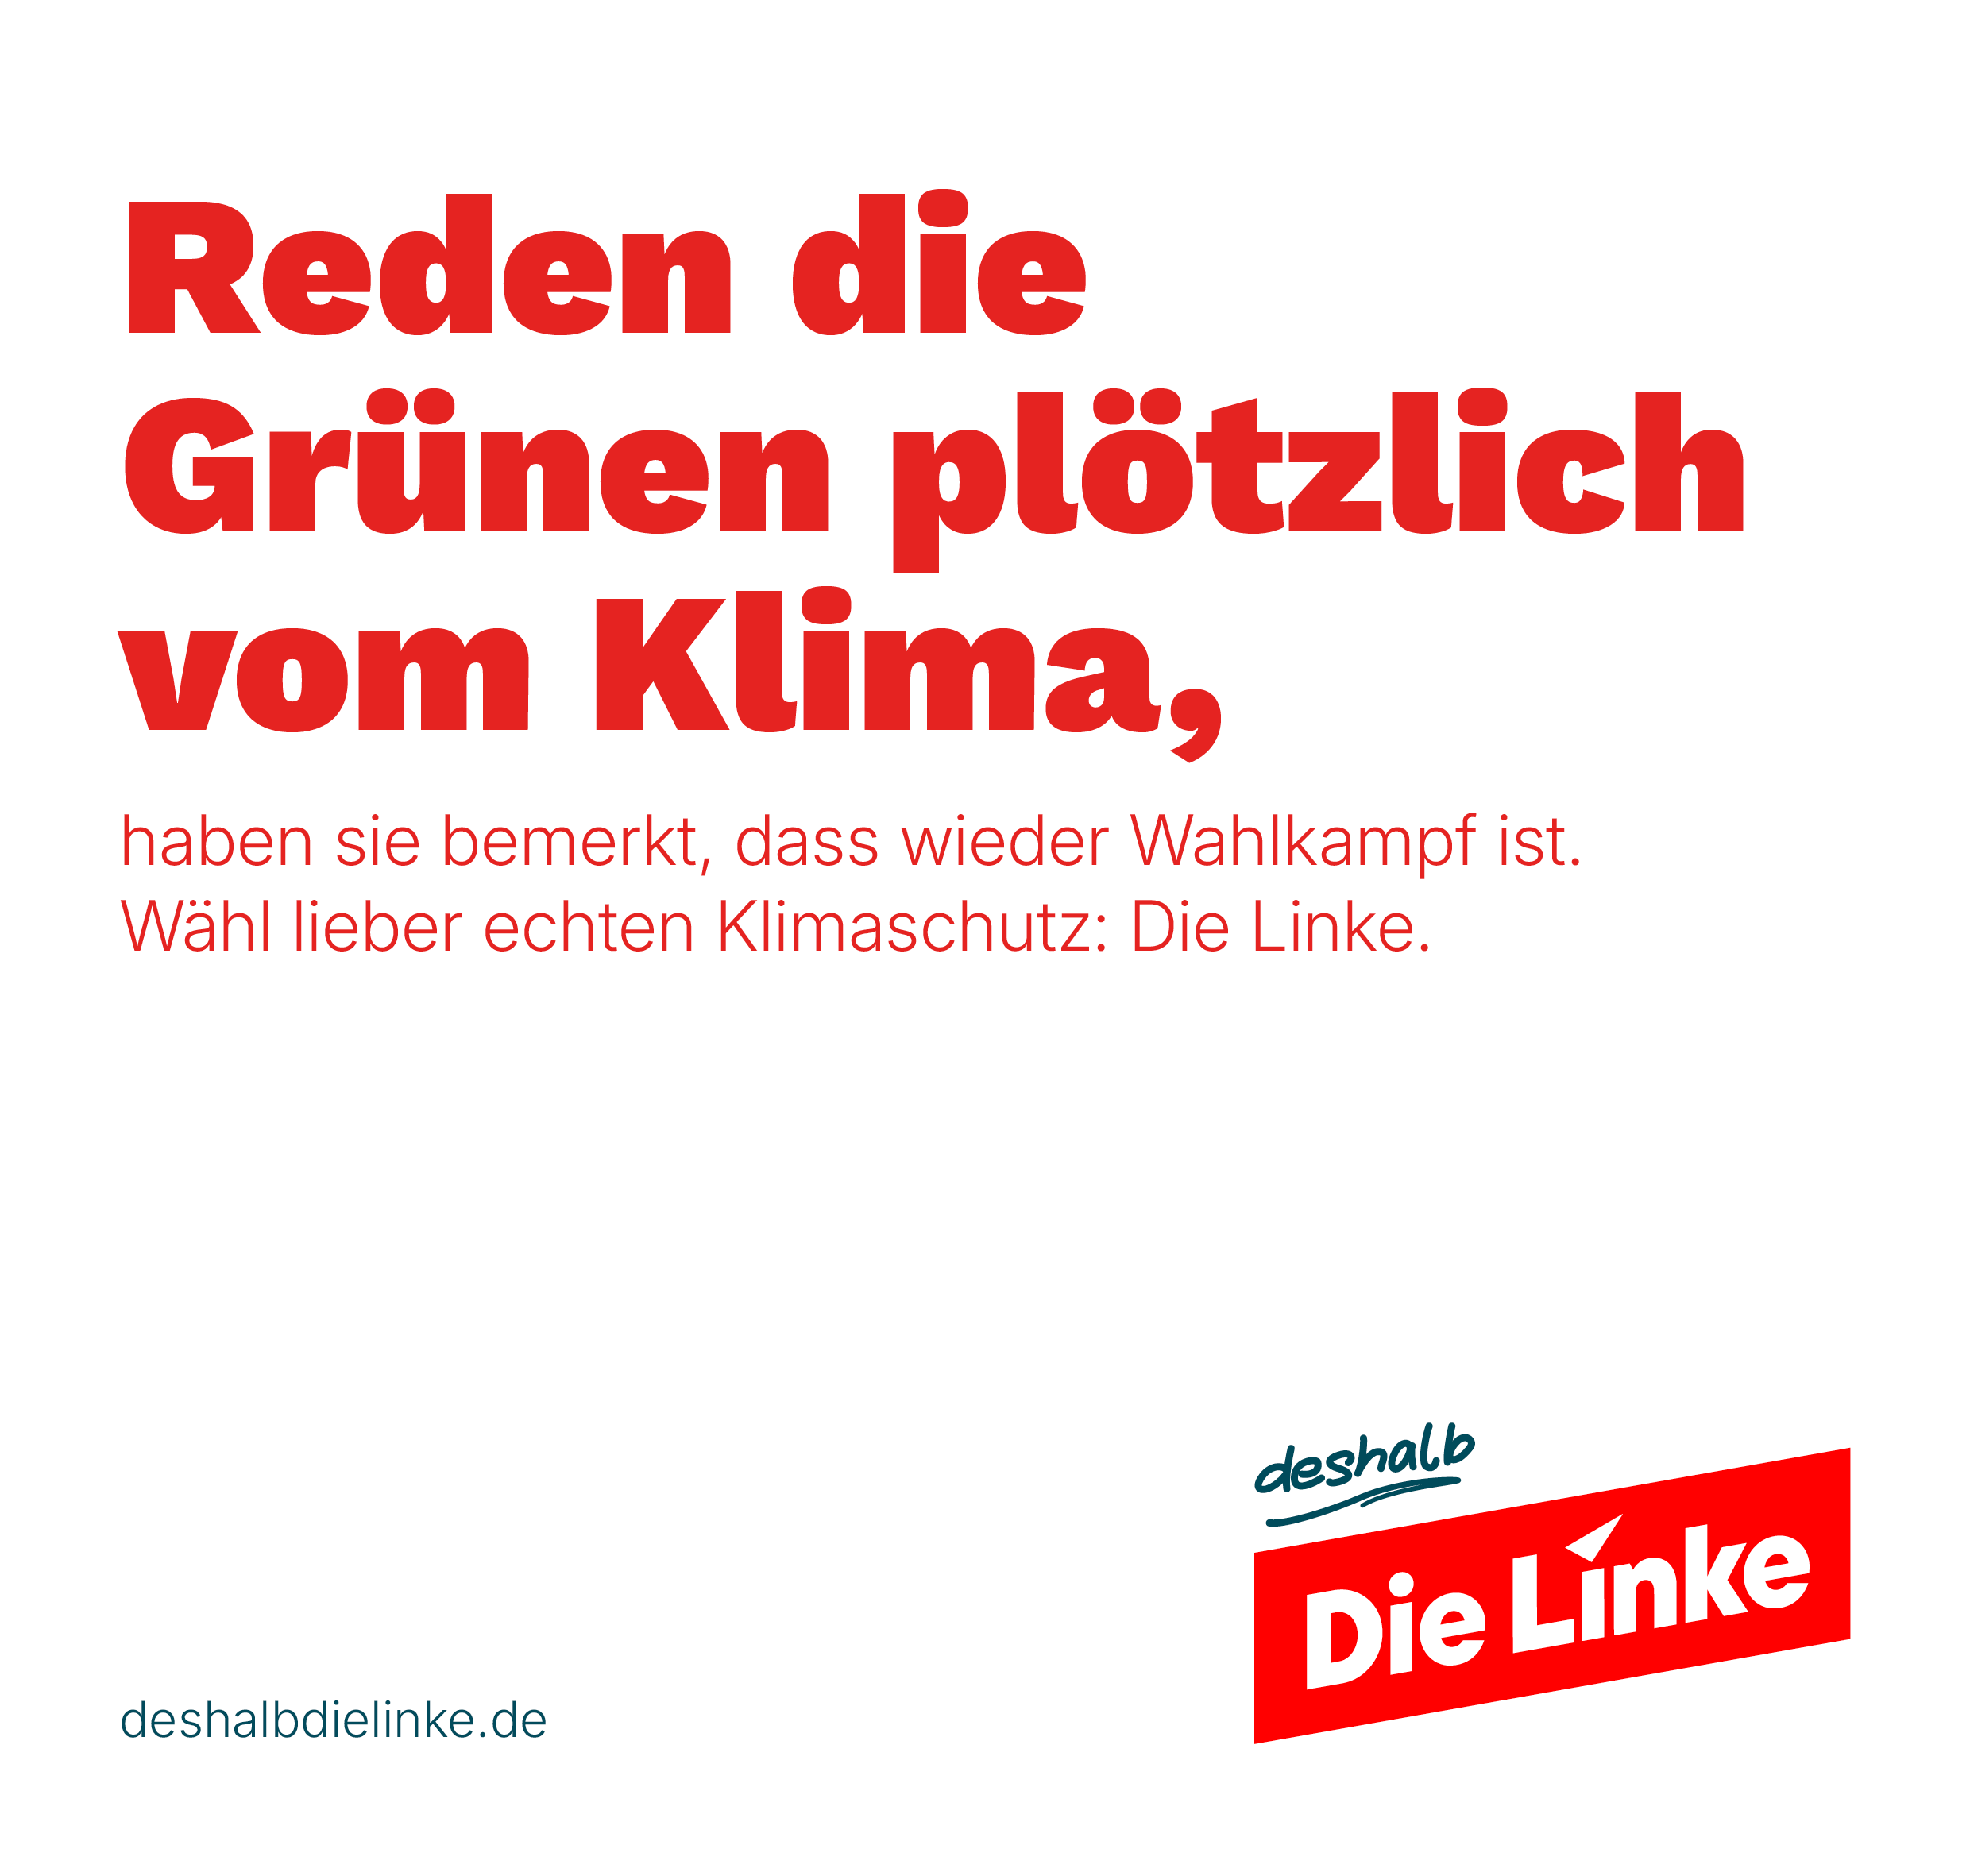 Reden die
Grünen plötzlich
vom Klima,
haben sie bemerkt, dass wieder Wahlkampf ist.
Wähl lieber echten Klimaschutz: Die Linke.
deshalb
Die Linke
deshalbdielinke.de